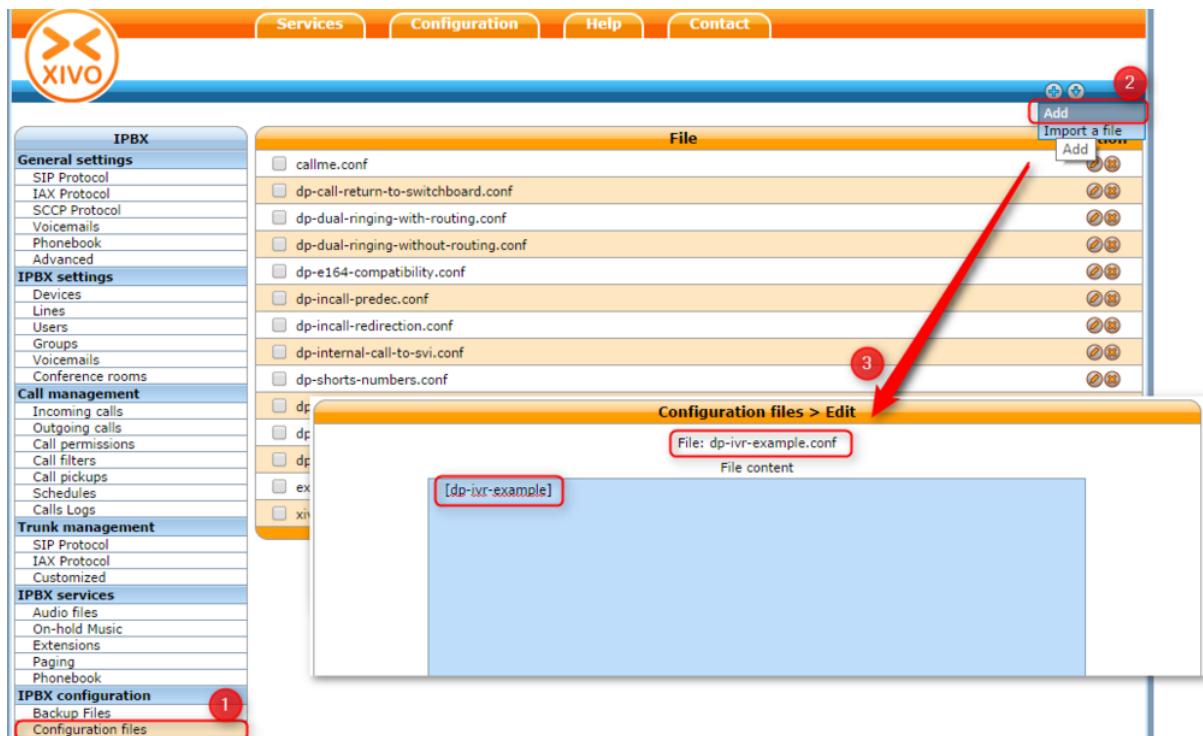 Services Configuration Help Contact
XIVO
2
Add
Import a file
Add
IPBX
General settings
SIP Protocol
IAX Protocol
SCCP Protocol
Voicemails
Phonebook
Advanced
IPBX settings
Devices
Lines
Users
Groups
Voicemails
Conference rooms
Call management
Incoming calls
Outgoing calls
Call permissions
Call filters
Call pickups
Schedules
Calls Logs
Trunk management
SIP Protocol
IAX Protocol
Customized
IPBX services
Audio files
On-hold Music
Extensions
Paging
Phonebook
IPBX configuration
1
Backup Files
Configuration files
File
callme.conf
dp-call-return-to-switchboard.conf
dp-dual-ringing-with-routing.conf
dp-dual-ringing-without-routing.conf
dp-e164-compatibility.conf
dp-incall-predec.conf
dp-incall-redirection.conf
dp-internal-call-to-svi.conf
dp-shorts-numbers.conf
3
Configuration files > Edit
File: dp-ivr-example.conf
File content
[dp-ivr-example]